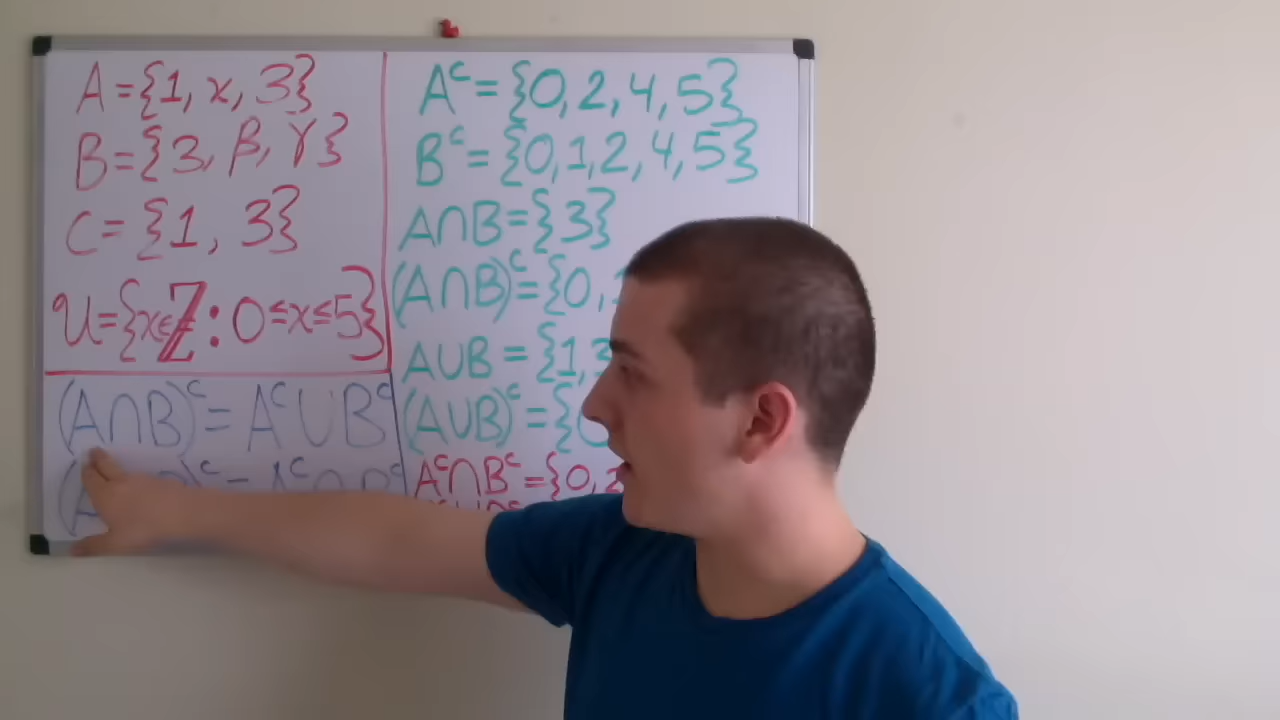 A={1, x, 3}
B={3, β, γ}
C={1, 3}
U={x∈ℤ: 0≤x≤5}
(A∩B)ᶜ=Aᶜ∪Bᶜ
Aᶜ={0,2,4,5}
Bᶜ={0,1,2,4,5}
A∩B={3}
(A∩B)ᶜ={0,
A∪B={1,3
(A∪B)ᶜ={0
Aᶜ∩Bᶜ={0,2